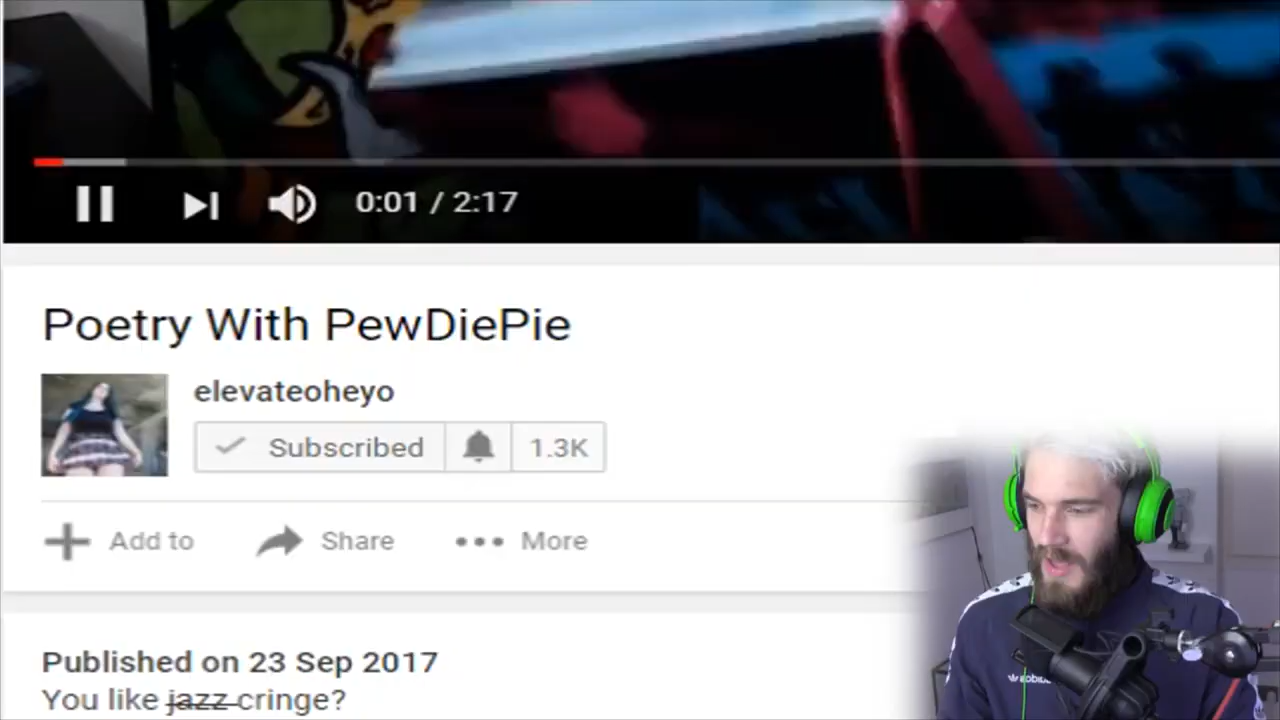 0:01 / 2:17
Poetry With PewDiePie
elevateoheyo
Subscribed
1.3K
Add to
Share
More
Published on 23 Sep 2017
You like jazz cringe?